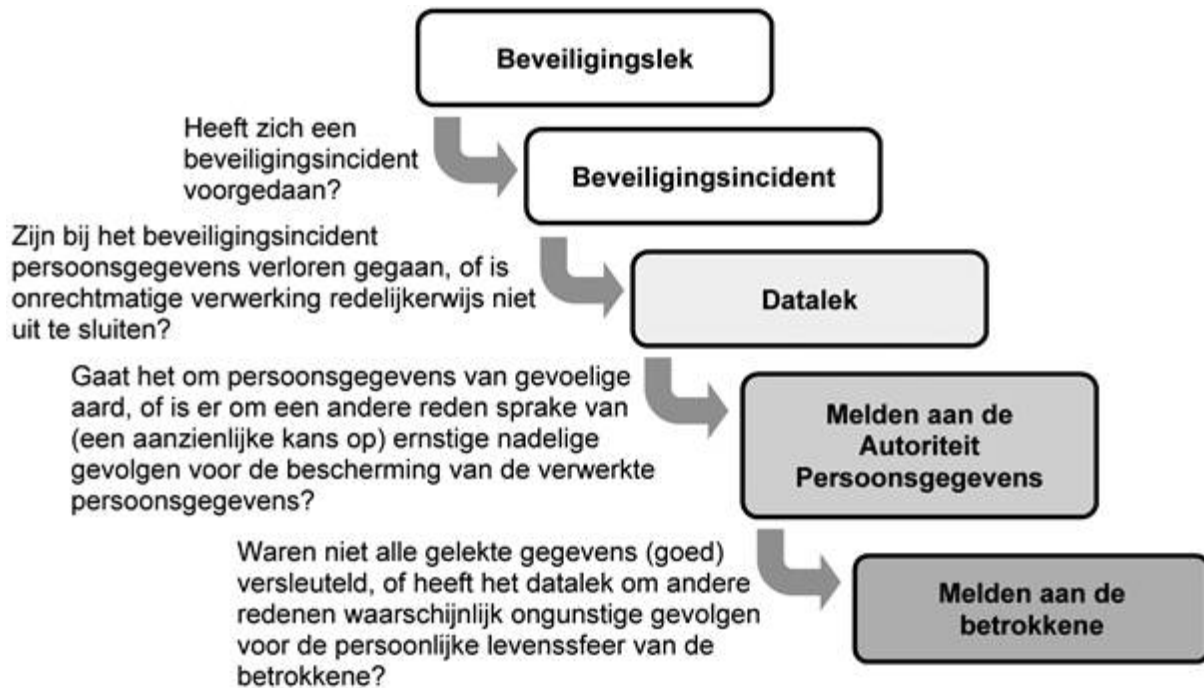 Beveiligingslek
Heeft zich een
beveiligingsincident
voorgedaan?
Beveiligingsincident
Zijn bij het beveiligingsincident
persoonsgegevens verloren gegaan, of is
onrechtmatige verwerking redelijkerwijs niet
uit te sluiten?
Datalek
Gaat het om persoonsgegevens van gevoelige
aard, of is er om een andere reden sprake van
(een aanzienlijke kans op) ernstige nadelige
gevolgen voor de bescherming van de verwerkte
persoonsgegevens?
Melden aan de
Autoriteit
Persoonsgegevens
Waren niet alle gelekte gegevens (goed)
versleuteld, of heeft het datalek om andere
redenen waarschijnlijk ongunstige gevolgen
voor de persoonlijke levenssfeer van de
betrokkene?
Melden aan de
betrokkene